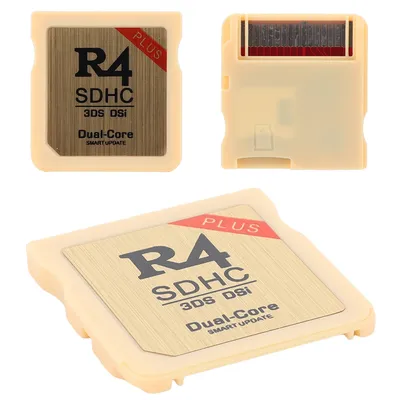 PLUS
R4
SDHC
3DS DSi
Dual-Core
SMART UPDATE
PLUS
R4
SDHC
3DS DSi
Dual-Core
SMART UPDATE